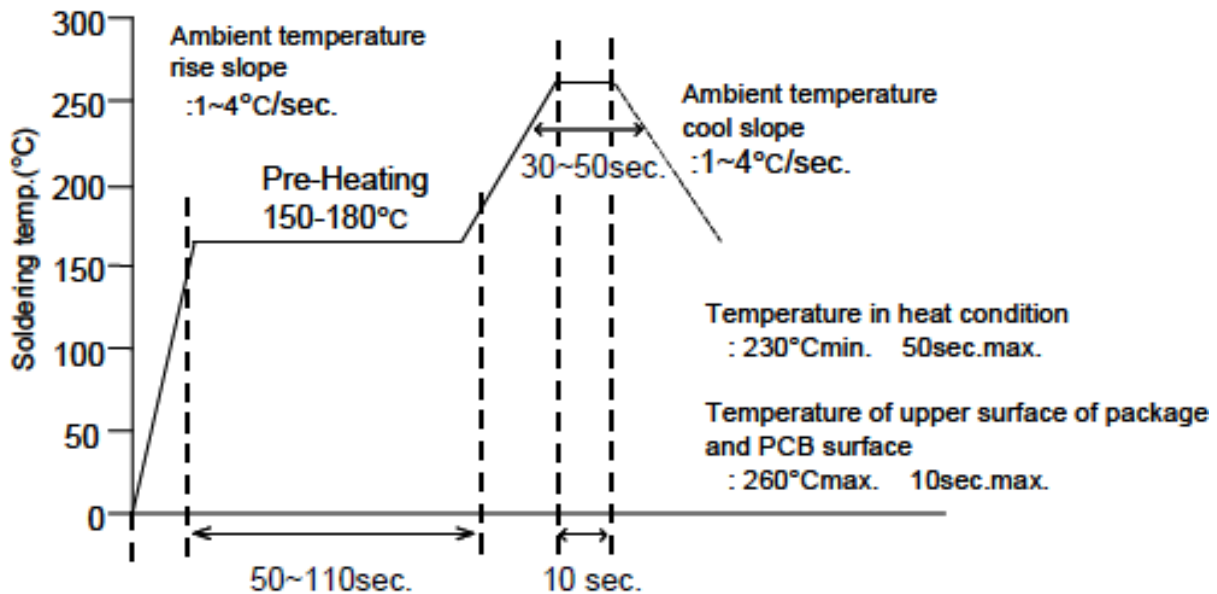 300
250
200
150
100
50
0
Soldering temp.(°C)
Ambient temperature
rise slope
:1~4°C/sec.
Pre-Heating
150-180°C
30~50sec.
Ambient temperature
cool slope
:1~4°C/sec.
Temperature in heat condition
: 230°Cmin. 50sec.max.
Temperature of upper surface of package
and PCB surface
: 260°Cmax. 10sec.max.
50~110sec.
10 sec.